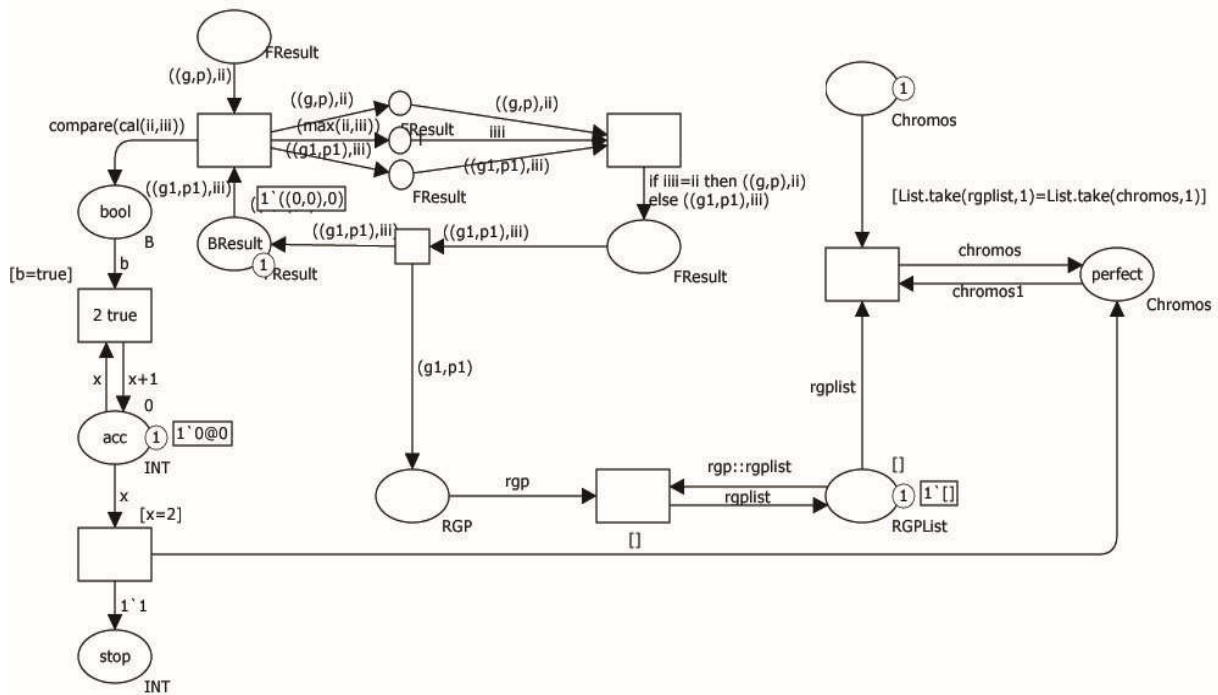 FResult
((g,p),ii)
1
Chromos
((g,p),ii)
((g,p),ii)
compare(cal(ii,iii))
(max(ii,iii))
FResult
iiii
((g1,p1),iii)
((g1,p1),iii)
FResult
((g1,p1),iii)
1`((0,0),0)
if iiii=ii then ((g,p),ii)
else ((g1,p1),iii)
[List.take(rgplist,1)=List.take(chromos,1)]
bool
B
BResult
1
((g1,p1),iii)
((g1,p1),iii)
FResult
FResult
chromos
perfect
chromos1
Chromos
b
[b=true]
2 true
x
x+1
0
(g1,p1)
rgplist
acc
1
1`0@0
INT
x
[x=2]
rgp
RGP
rgp::rgplist
rgplist
[]
1
1`[]
RGPList
[]
1`1
stop
INT